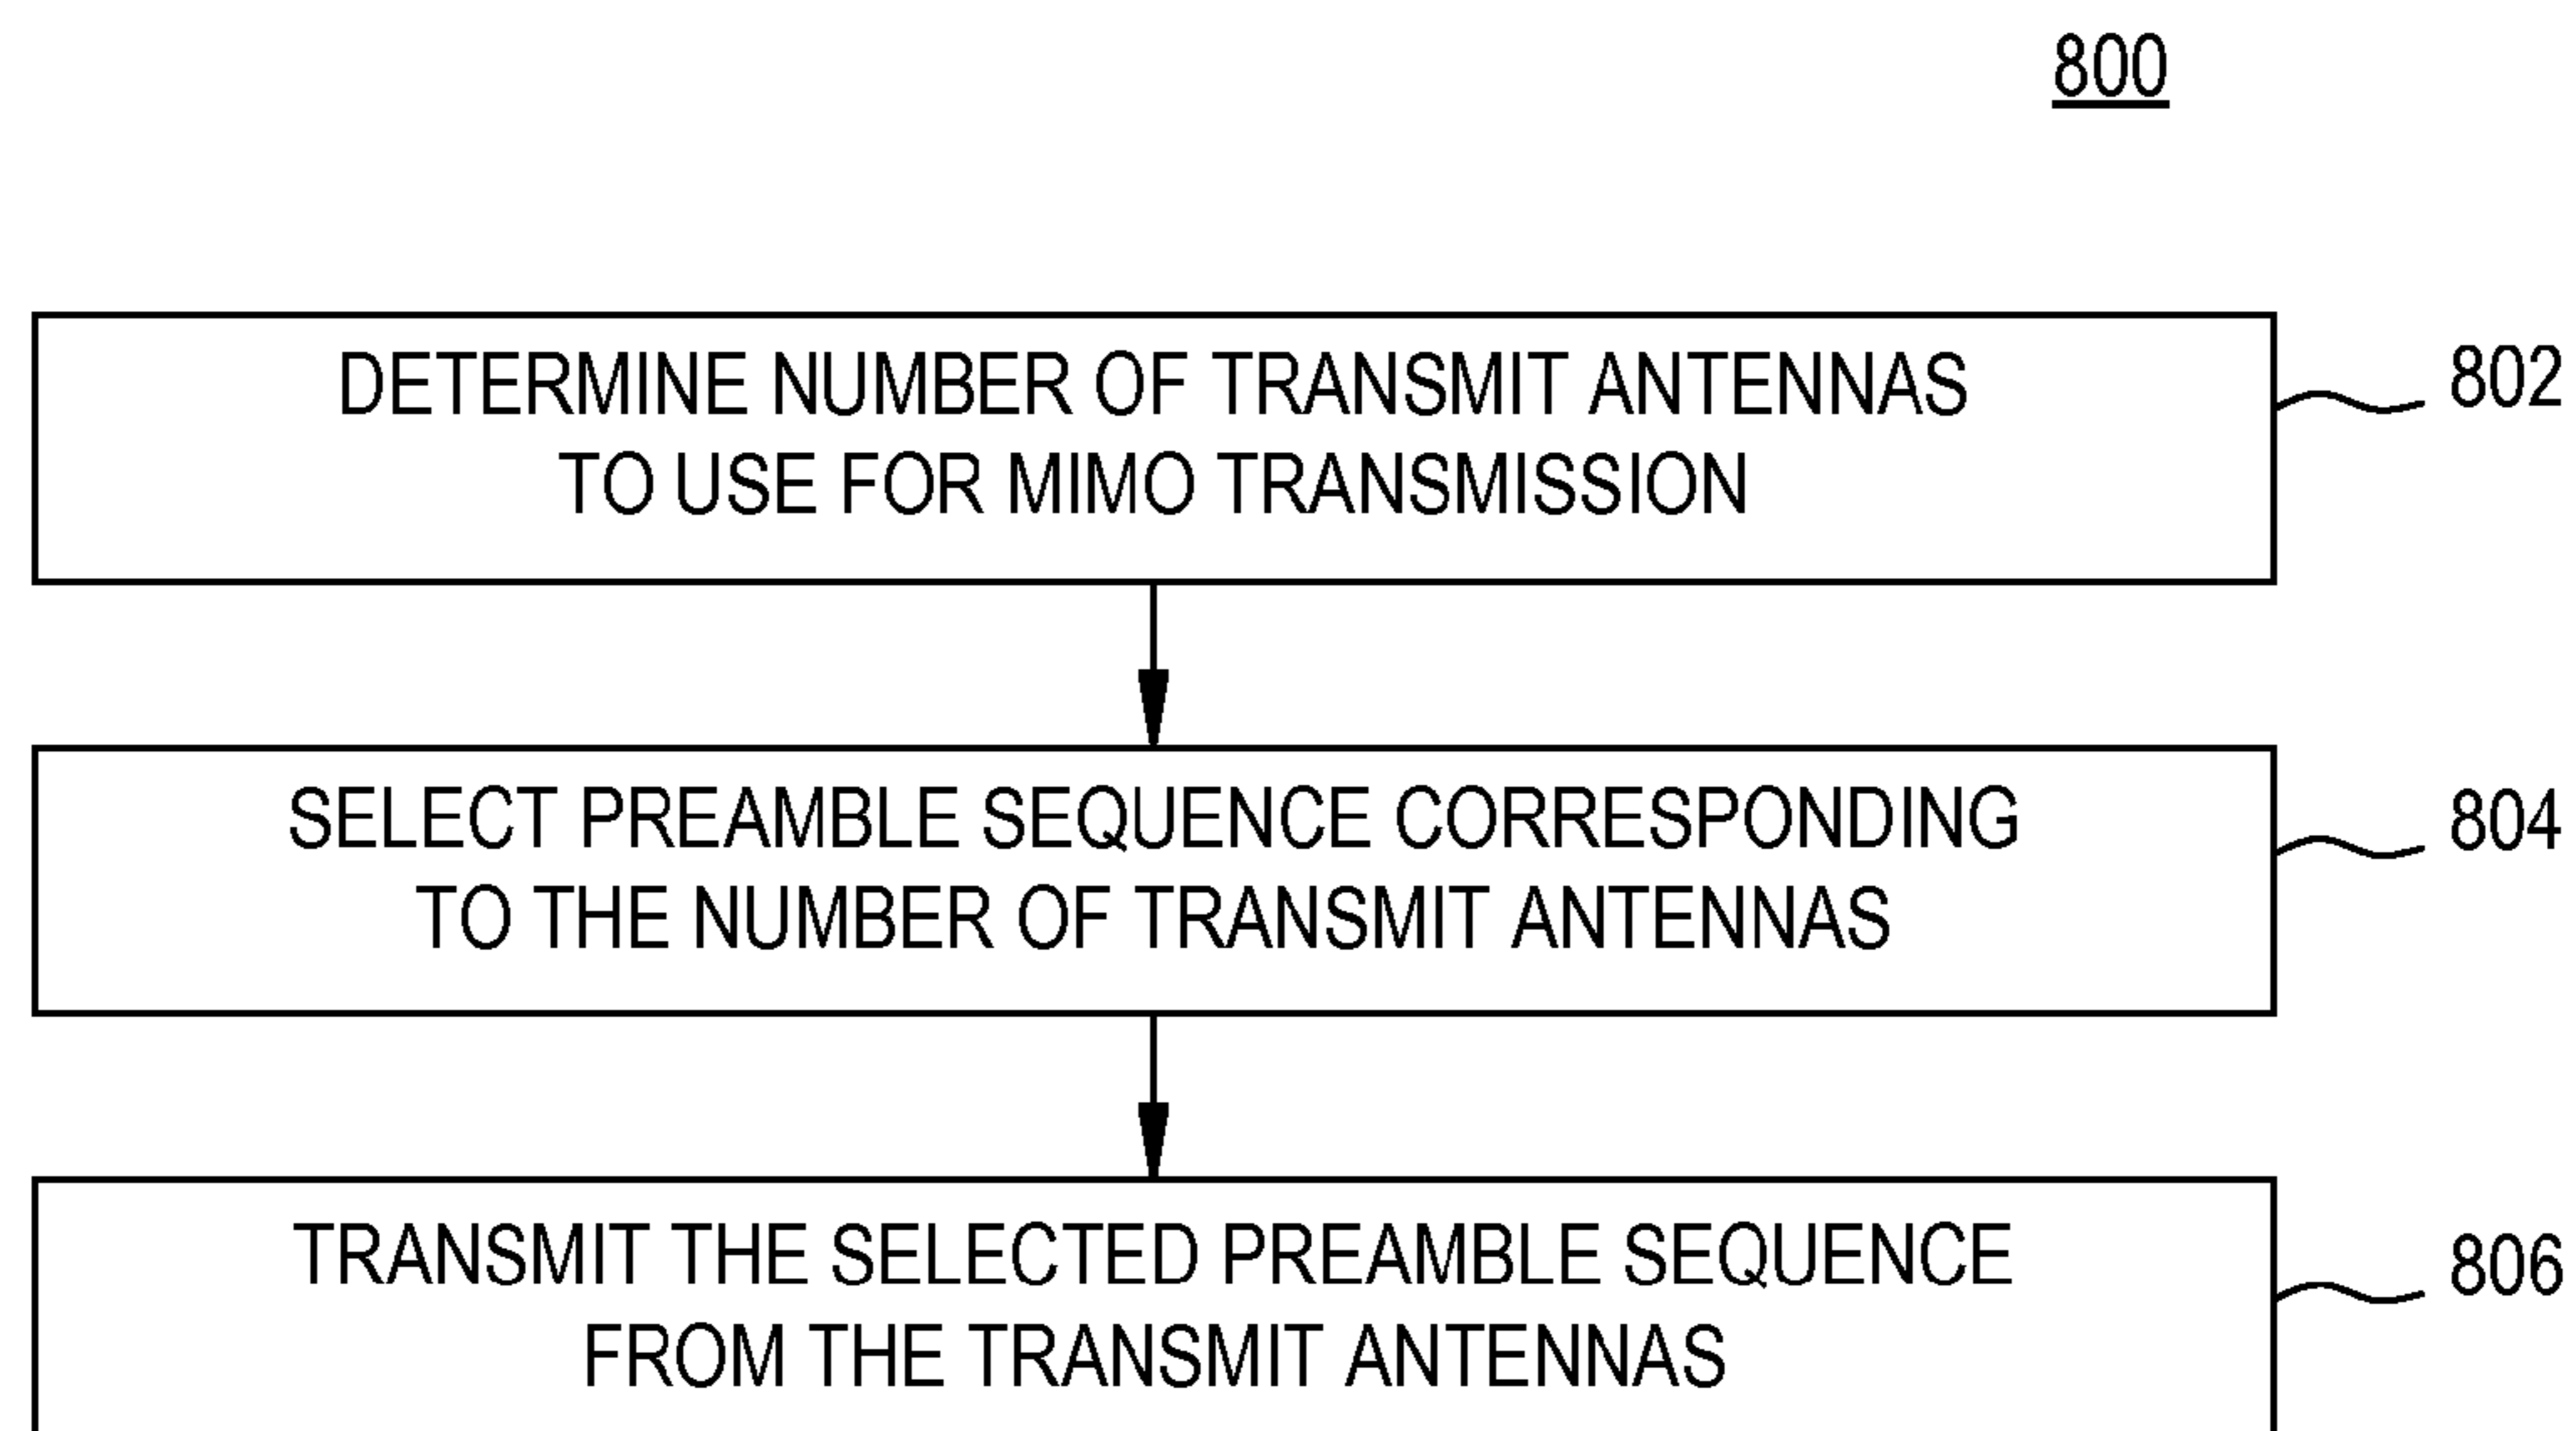 800
DETERMINE NUMBER OF TRANSMIT ANTENNAS
TO USE FOR MIMO TRANSMISSION
802
SELECT PREAMBLE SEQUENCE CORRESPONDING
TO THE NUMBER OF TRANSMIT ANTENNAS
804
TRANSMIT THE SELECTED PREAMBLE SEQUENCE
FROM THE TRANSMIT ANTENNAS
806